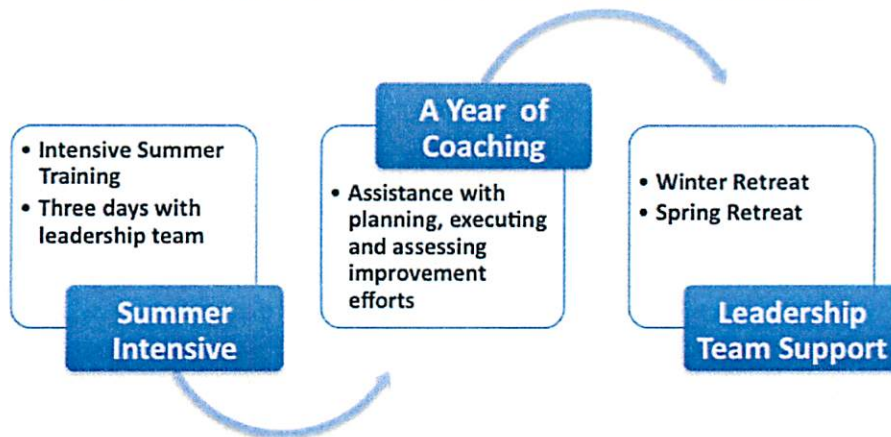 • Intensive Summer
Training
• Three days with
leadership team
Summer
Intensive
A Year of
Coaching
• Assistance with
planning, executing
and assessing
improvement
efforts
• Winter Retreat
• Spring Retreat
Leadership
Team Support